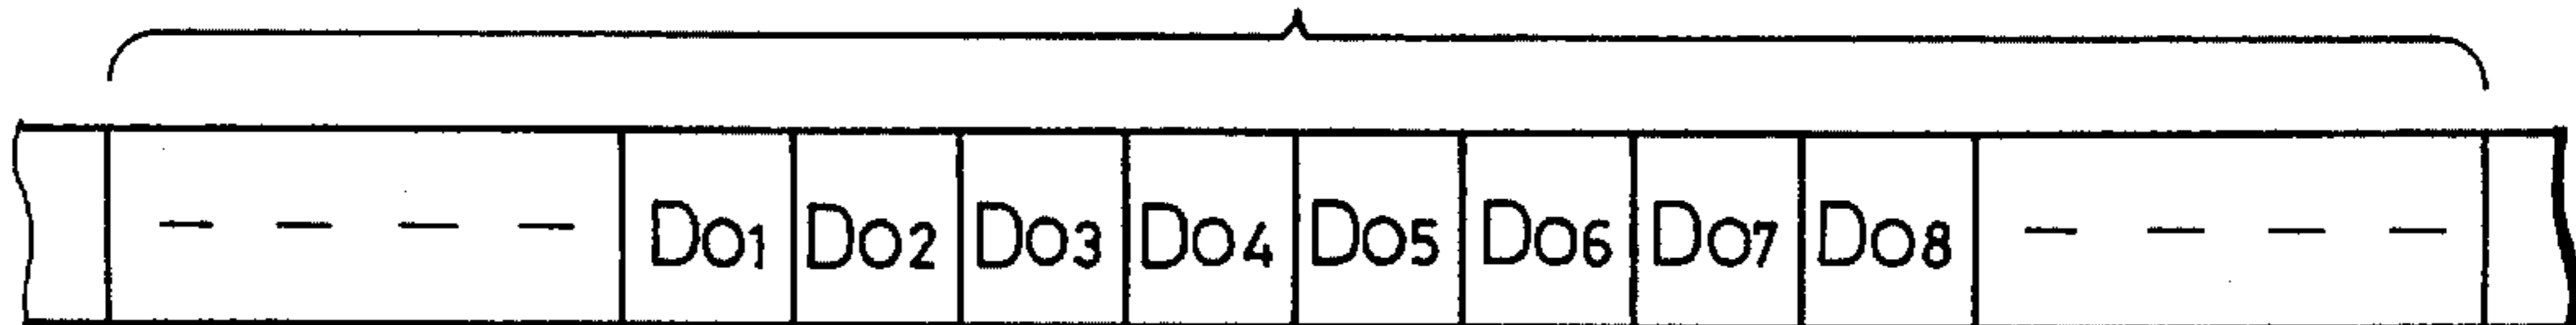 – – – – Do1 Do2 Do3 Do4 Do5 Do6 Do7 Do8 – – – –